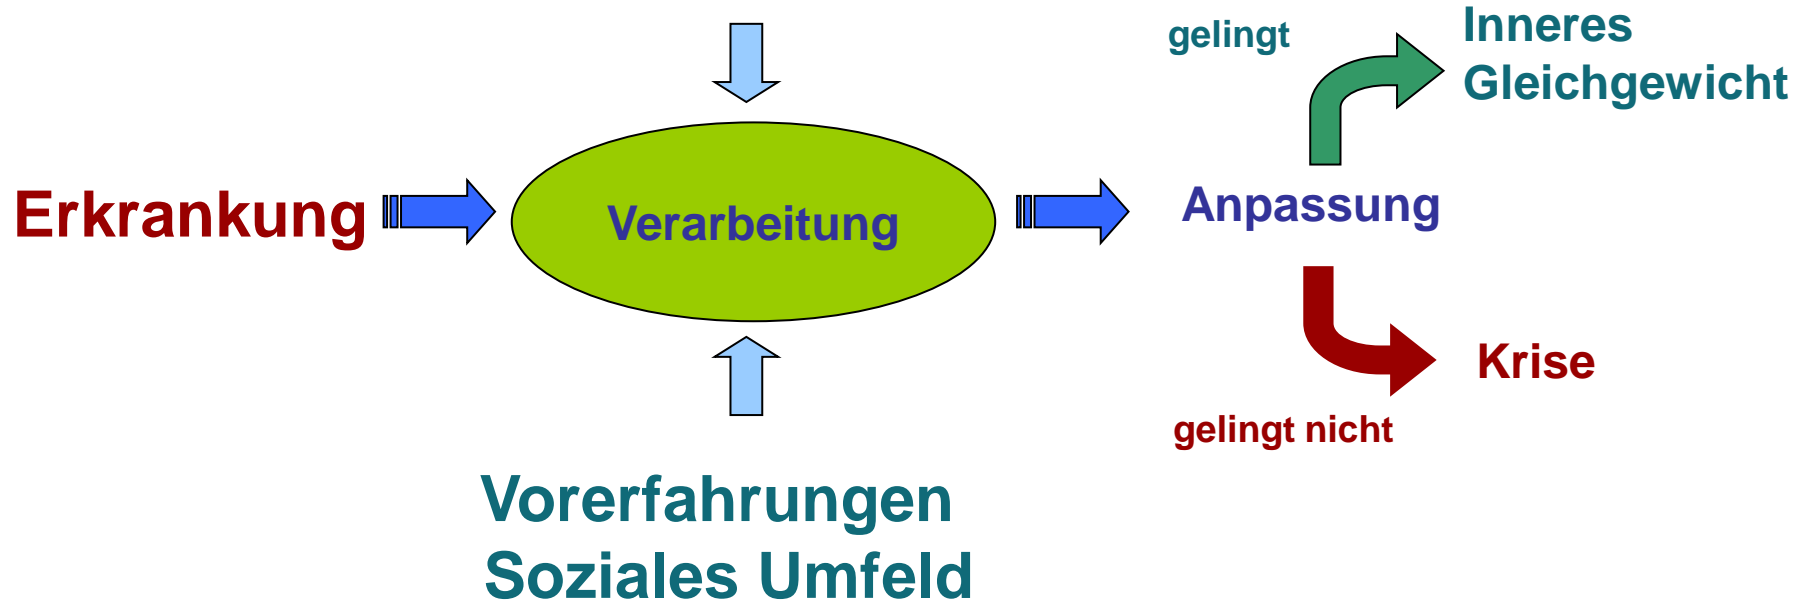 gelingt
Inneres
Gleichgewicht
Erkrankung
Verarbeitung
Anpassung
Krise
gelingt nicht
Vorerfahrungen
Soziales Umfeld